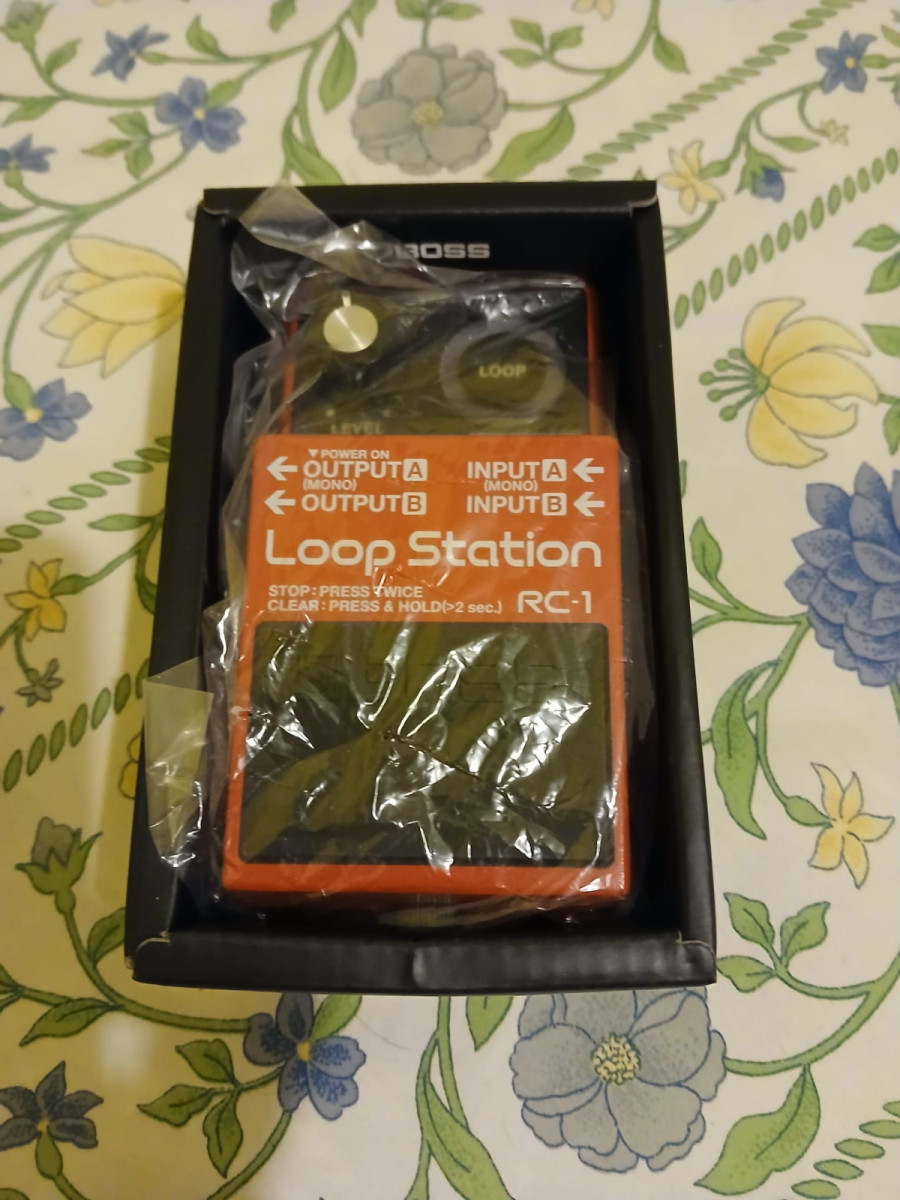 BOSS
LOOP
LEVEL
▼POWER ON
← OUTPUT A INPUT A ←
(MONO) (MONO)
← OUTPUT B INPUT B ←
Loop Station
STOP : PRESS TWICE
CLEAR : PRESS & HOLD(>2 sec.) RC-1